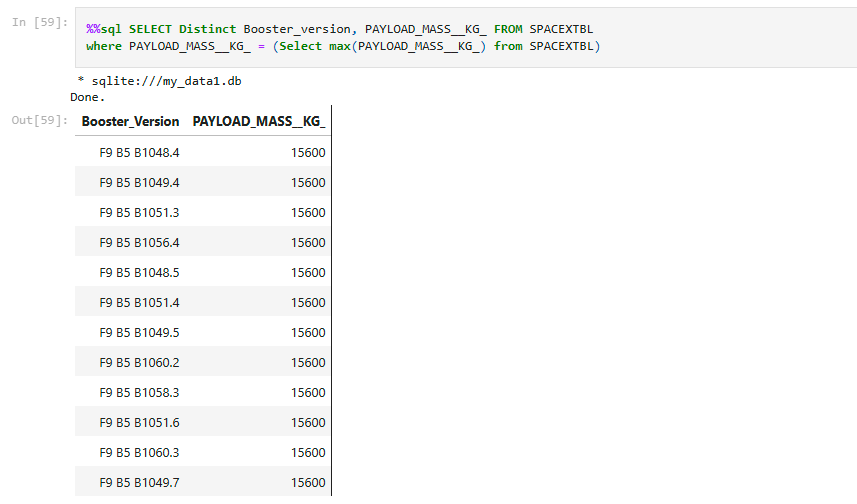 In [59]:
%%sql SELECT Distinct Booster_version, PAYLOAD_MASS__KG_ FROM SPACEXTBL
where PAYLOAD_MASS__KG_ = (Select max(PAYLOAD_MASS__KG_) from SPACEXTBL)
* sqlite:///my_data1.db
Done.
Out[59]:
Booster_Version PAYLOAD_MASS__KG_
F9 B5 B1048.4 15600
F9 B5 B1049.4 15600
F9 B5 B1051.3 15600
F9 B5 B1056.4 15600
F9 B5 B1048.5 15600
F9 B5 B1051.4 15600
F9 B5 B1049.5 15600
F9 B5 B1060.2 15600
F9 B5 B1058.3 15600
F9 B5 B1051.6 15600
F9 B5 B1060.3 15600
F9 B5 B1049.7 15600